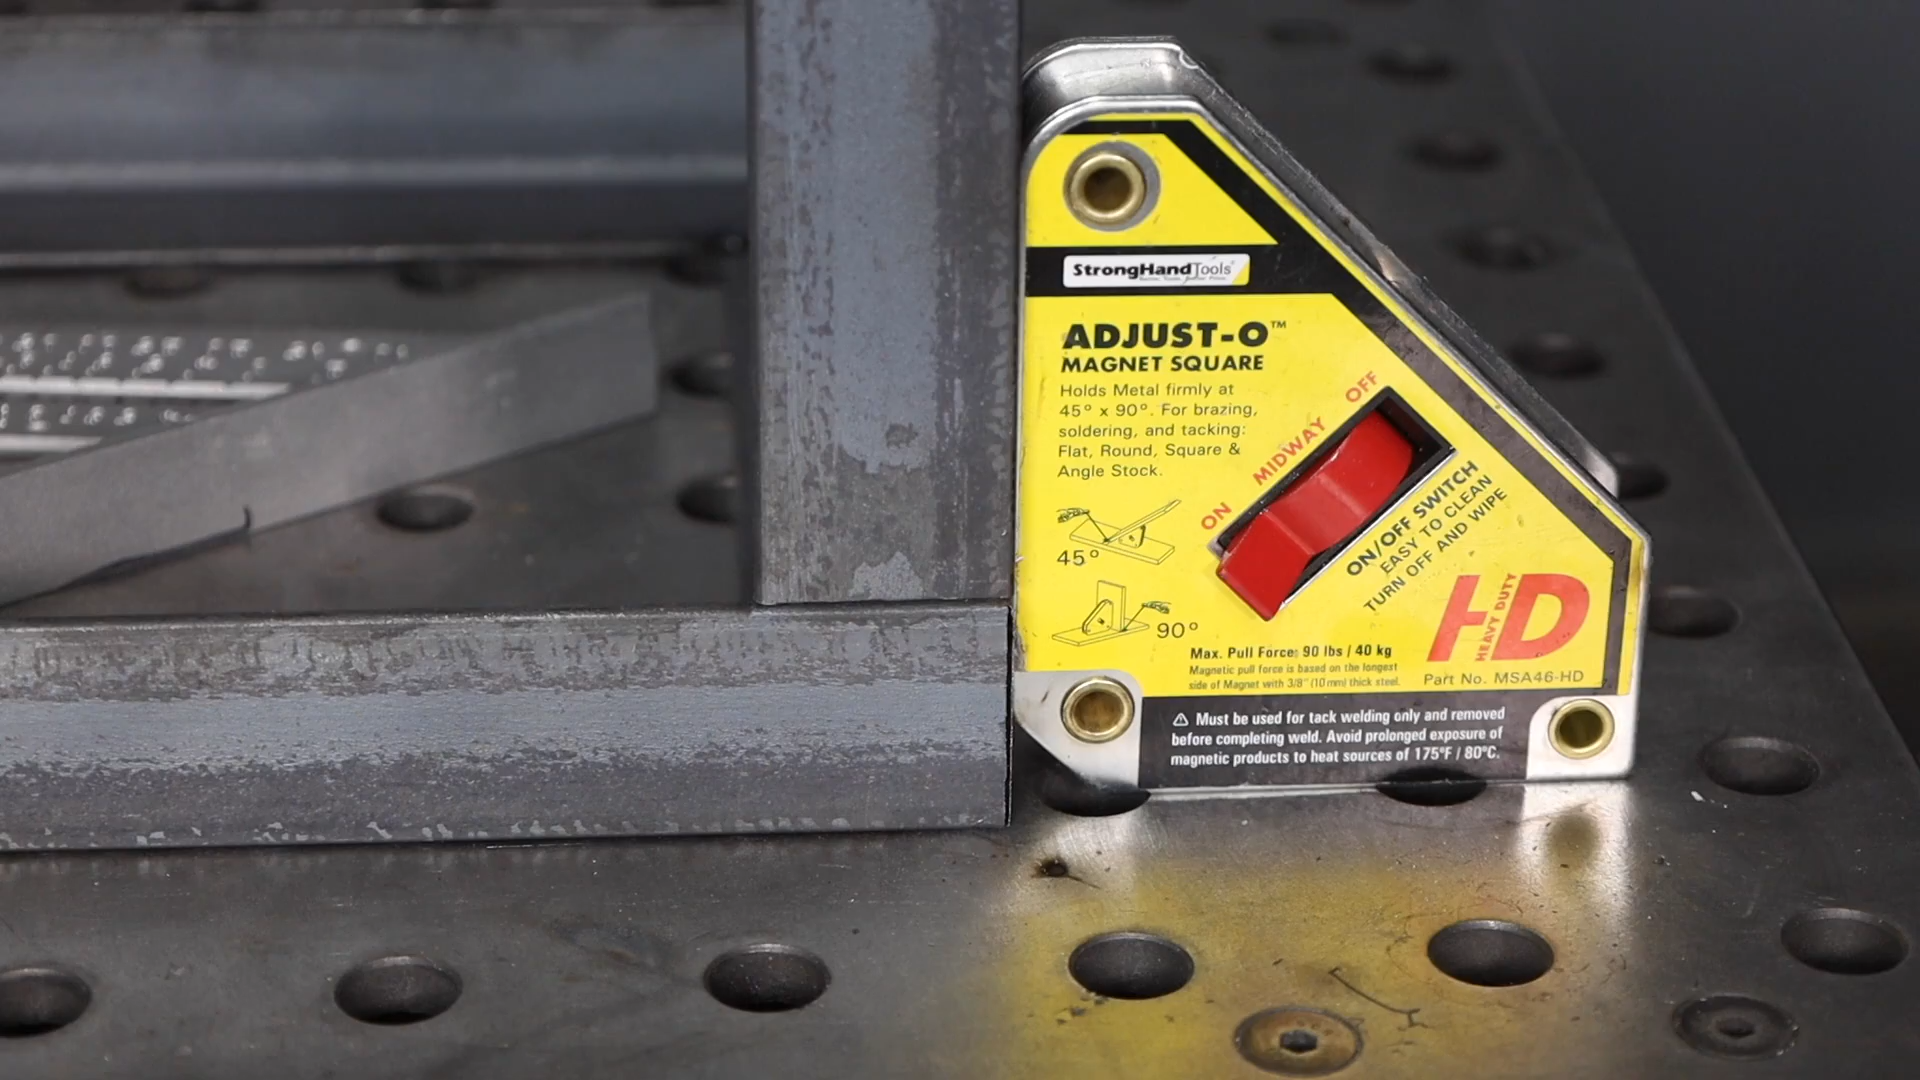 StrongHandTools®
ADJUST-O™
MAGNET SQUARE
Holds Metal firmly at
45° x 90°. For brazing,
soldering, and tacking:
Flat, Round, Square &
Angle Stock.
OFF
MIDWAY
ON
ON/OFF SWITCH
EASY TO CLEAN
TURN OFF AND WIPE
45°
90°
HD
HEAVY DUTY
Max. Pull Force: 90 lbs / 40 kg
Magnetic pull force is based on the longest
side of Magnet with 3/8" (10mm) thick steel.
Part No. MSA46-HD
⚠ Must be used for tack welding only and removed
before completing weld. Avoid prolonged exposure of
magnetic products to heat sources of 175°F / 80°C.